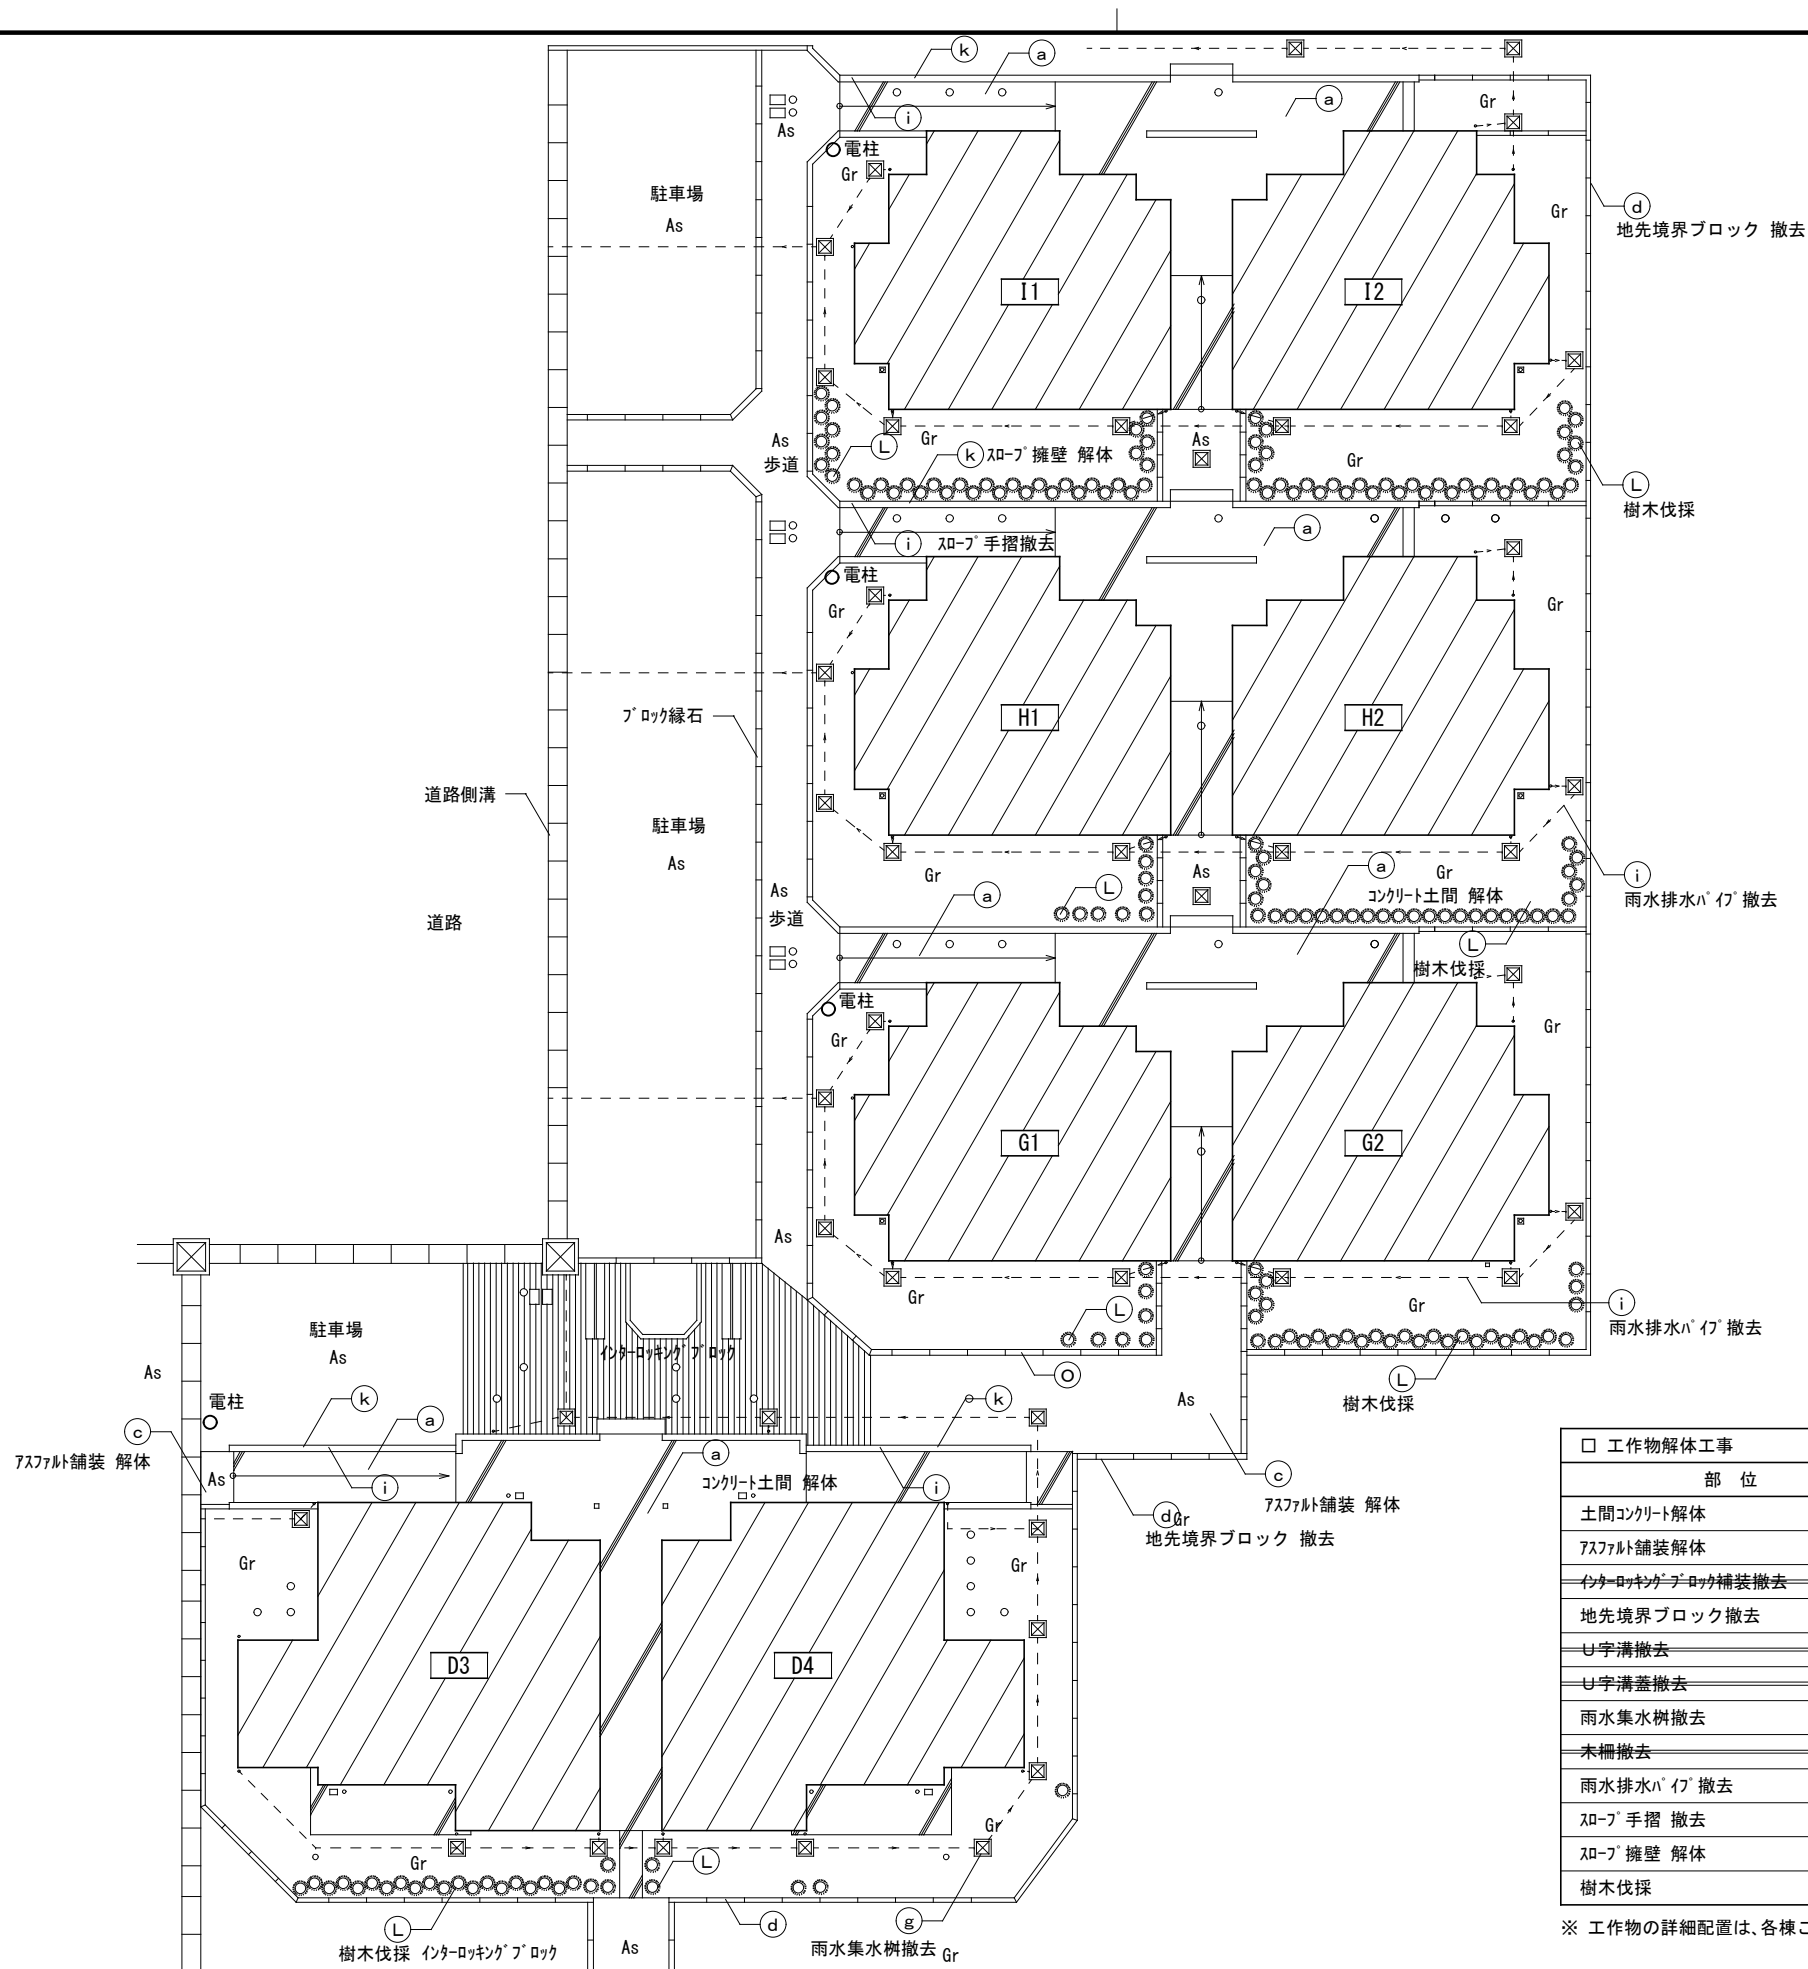 k
a
a
i
Gr
As
電柱
Gr
駐車場
As
Gr
d
地先境界ブロック 撤去
I1
I2
As
歩道
L
Gr
k
スロープ擁壁 解体
As
Gr
L
樹木伐採
i
スロープ手摺撤去
a
電柱
Gr
Gr
H1
H2
ブロック縁石
道路側溝
駐車場
As
道路
As
歩道
Gr
a
L
As
a
Gr
コンクリート土間 解体
i
雨水排水パイプ撤去
L
樹木伐採
電柱
Gr
Gr
G1
G2
As
Gr
L
Gr
i
雨水排水パイプ撤去
駐車場
As
As
インターロッキングブロック
O
L
樹木伐採
電柱
k
a
k
As
c
アスファルト舗装 解体
As
i
a
コンクリート土間 解体
i
c
アスファルト舗装 解体
d
Gr
地先境界ブロック 撤去
Gr
Gr
D3
D4
Gr
Gr
L
L
樹木伐採
インターロッキングブロック
As
d
g
雨水集水桝撤去
Gr
□ 工作物解体工事
部 位
土間コンクリート解体
アスファルト舗装解体
インターロッキングブロック補装撤去
地先境界ブロック撤去
U字溝撤去
U字溝蓋撤去
雨水集水桝撤去
木柵撤去
雨水排水パイプ撤去
スロープ手摺 撤去
スロープ擁壁 解体
樹木伐採
※ 工作物の詳細配置は、各棟こ